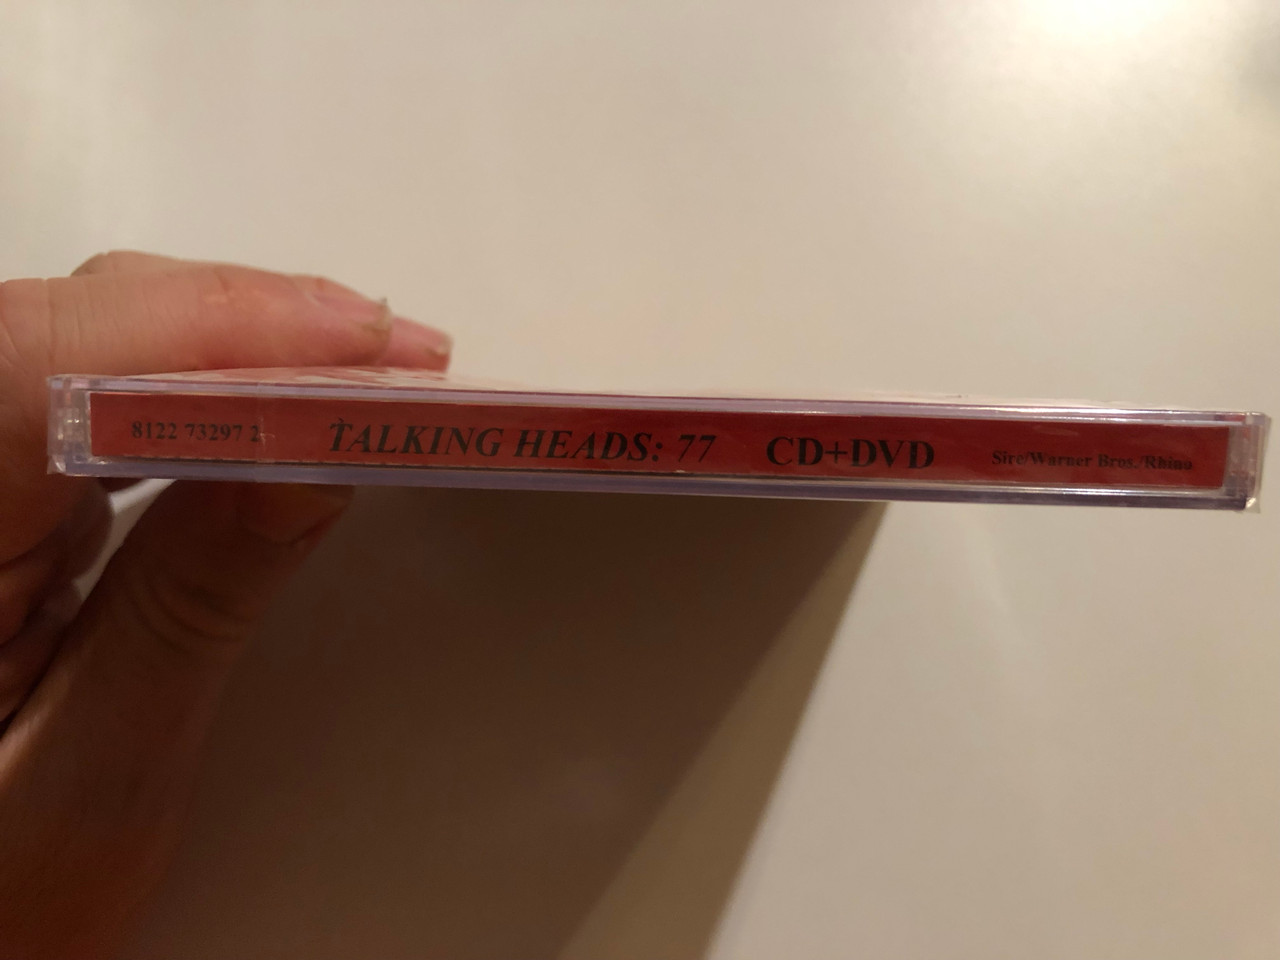 8122 73297 2 TALKING HEADS: 77 CD+DVD Sire/Warner Bros./Rhino